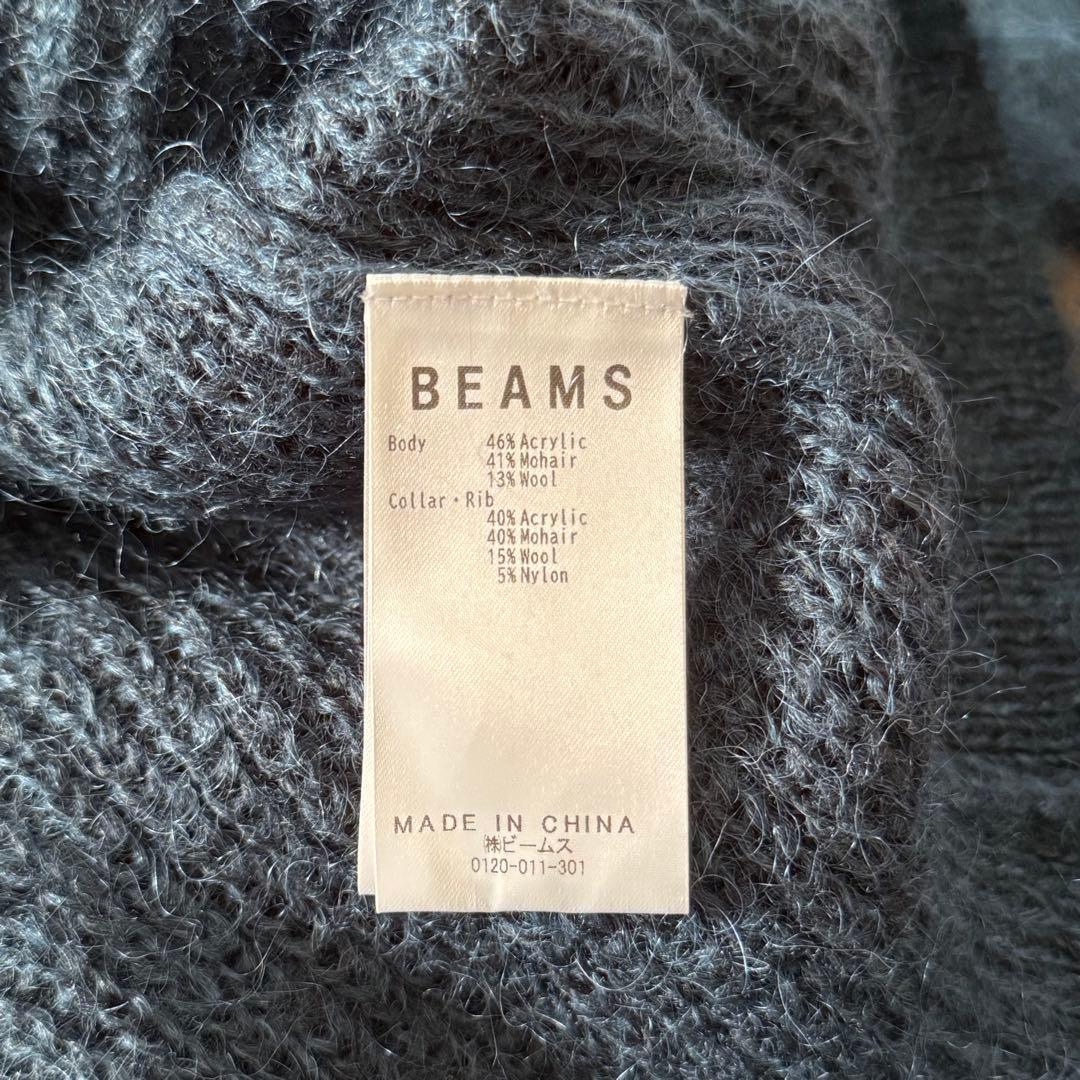 BEAMS
Body 46% Acrylic
41% Mohair
13% Wool
Collar・Rib
40% Acrylic
40% Mohair
15% Wool
5% Nylon
MADE IN CHINA
㈱ビームス
0120-011-301